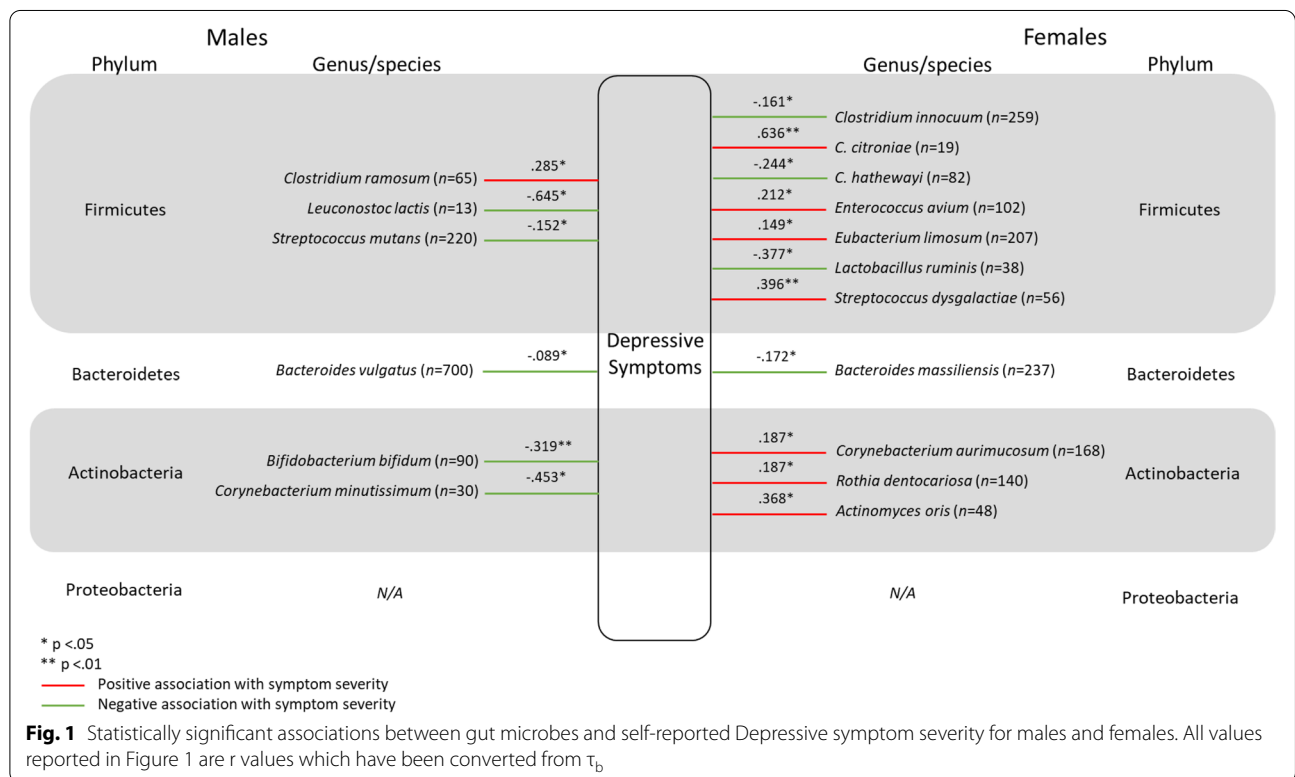 Males Females
Phylum Genus/species Genus/species Phylum
-.161*
Clostridium innocuum (n=259)
.636**
C. citroniae (n=19)
.285* -.244*
Clostridium ramosum (n=65) C. hathewayi (n=82)
-.645* .212*
Firmicutes Leuconostoc lactis (n=13) Enterococcus avium (n=102) Firmicutes
-.152* .149*
Streptococcus mutans (n=220) Eubacterium limosum (n=207)
-.377*
Lactobacillus ruminis (n=38)
.396**
Streptococcus dysgalactiae (n=56)
Depressive
Symptoms
-.089* -.172*
Bacteroidetes Bacteroides vulgatus (n=700) Bacteroides massiliensis (n=237) Bacteroidetes
-.319** .187*
Bifidobacterium bifidum (n=90) Corynebacterium aurimucosum (n=168)
Actinobacteria -.453* .187* Actinobacteria
Corynebacterium minutissimum (n=30) Rothia dentocariosa (n=140)
.368*
Actinomyces oris (n=48)
Proteobacteria N/A N/A Proteobacteria
* p <.05
** p <.01
Positive association with symptom severity
Negative association with symptom severity
Fig. 1 Statistically significant associations between gut microbes and self-reported Depressive symptom severity for males and females. All values
reported in Figure 1 are r values which have been converted from τb